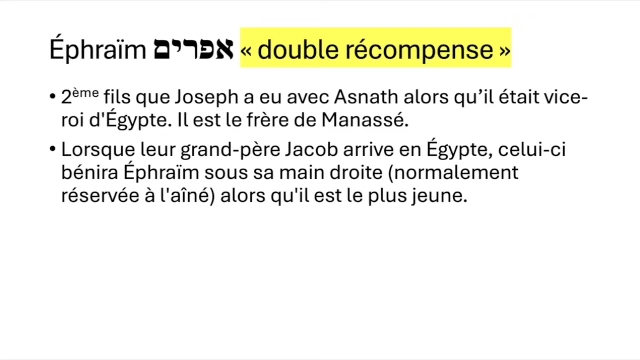 Éphraïm אפרים « double récompense »
• 2ème fils que Joseph a eu avec Asnath alors qu’il était vice-
roi d'Égypte. Il est le frère de Manassé.
• Lorsque leur grand-père Jacob arrive en Égypte, celui-ci
bénira Éphraïm sous sa main droite (normalement
réservée à l'aîné) alors qu'il est le plus jeune.